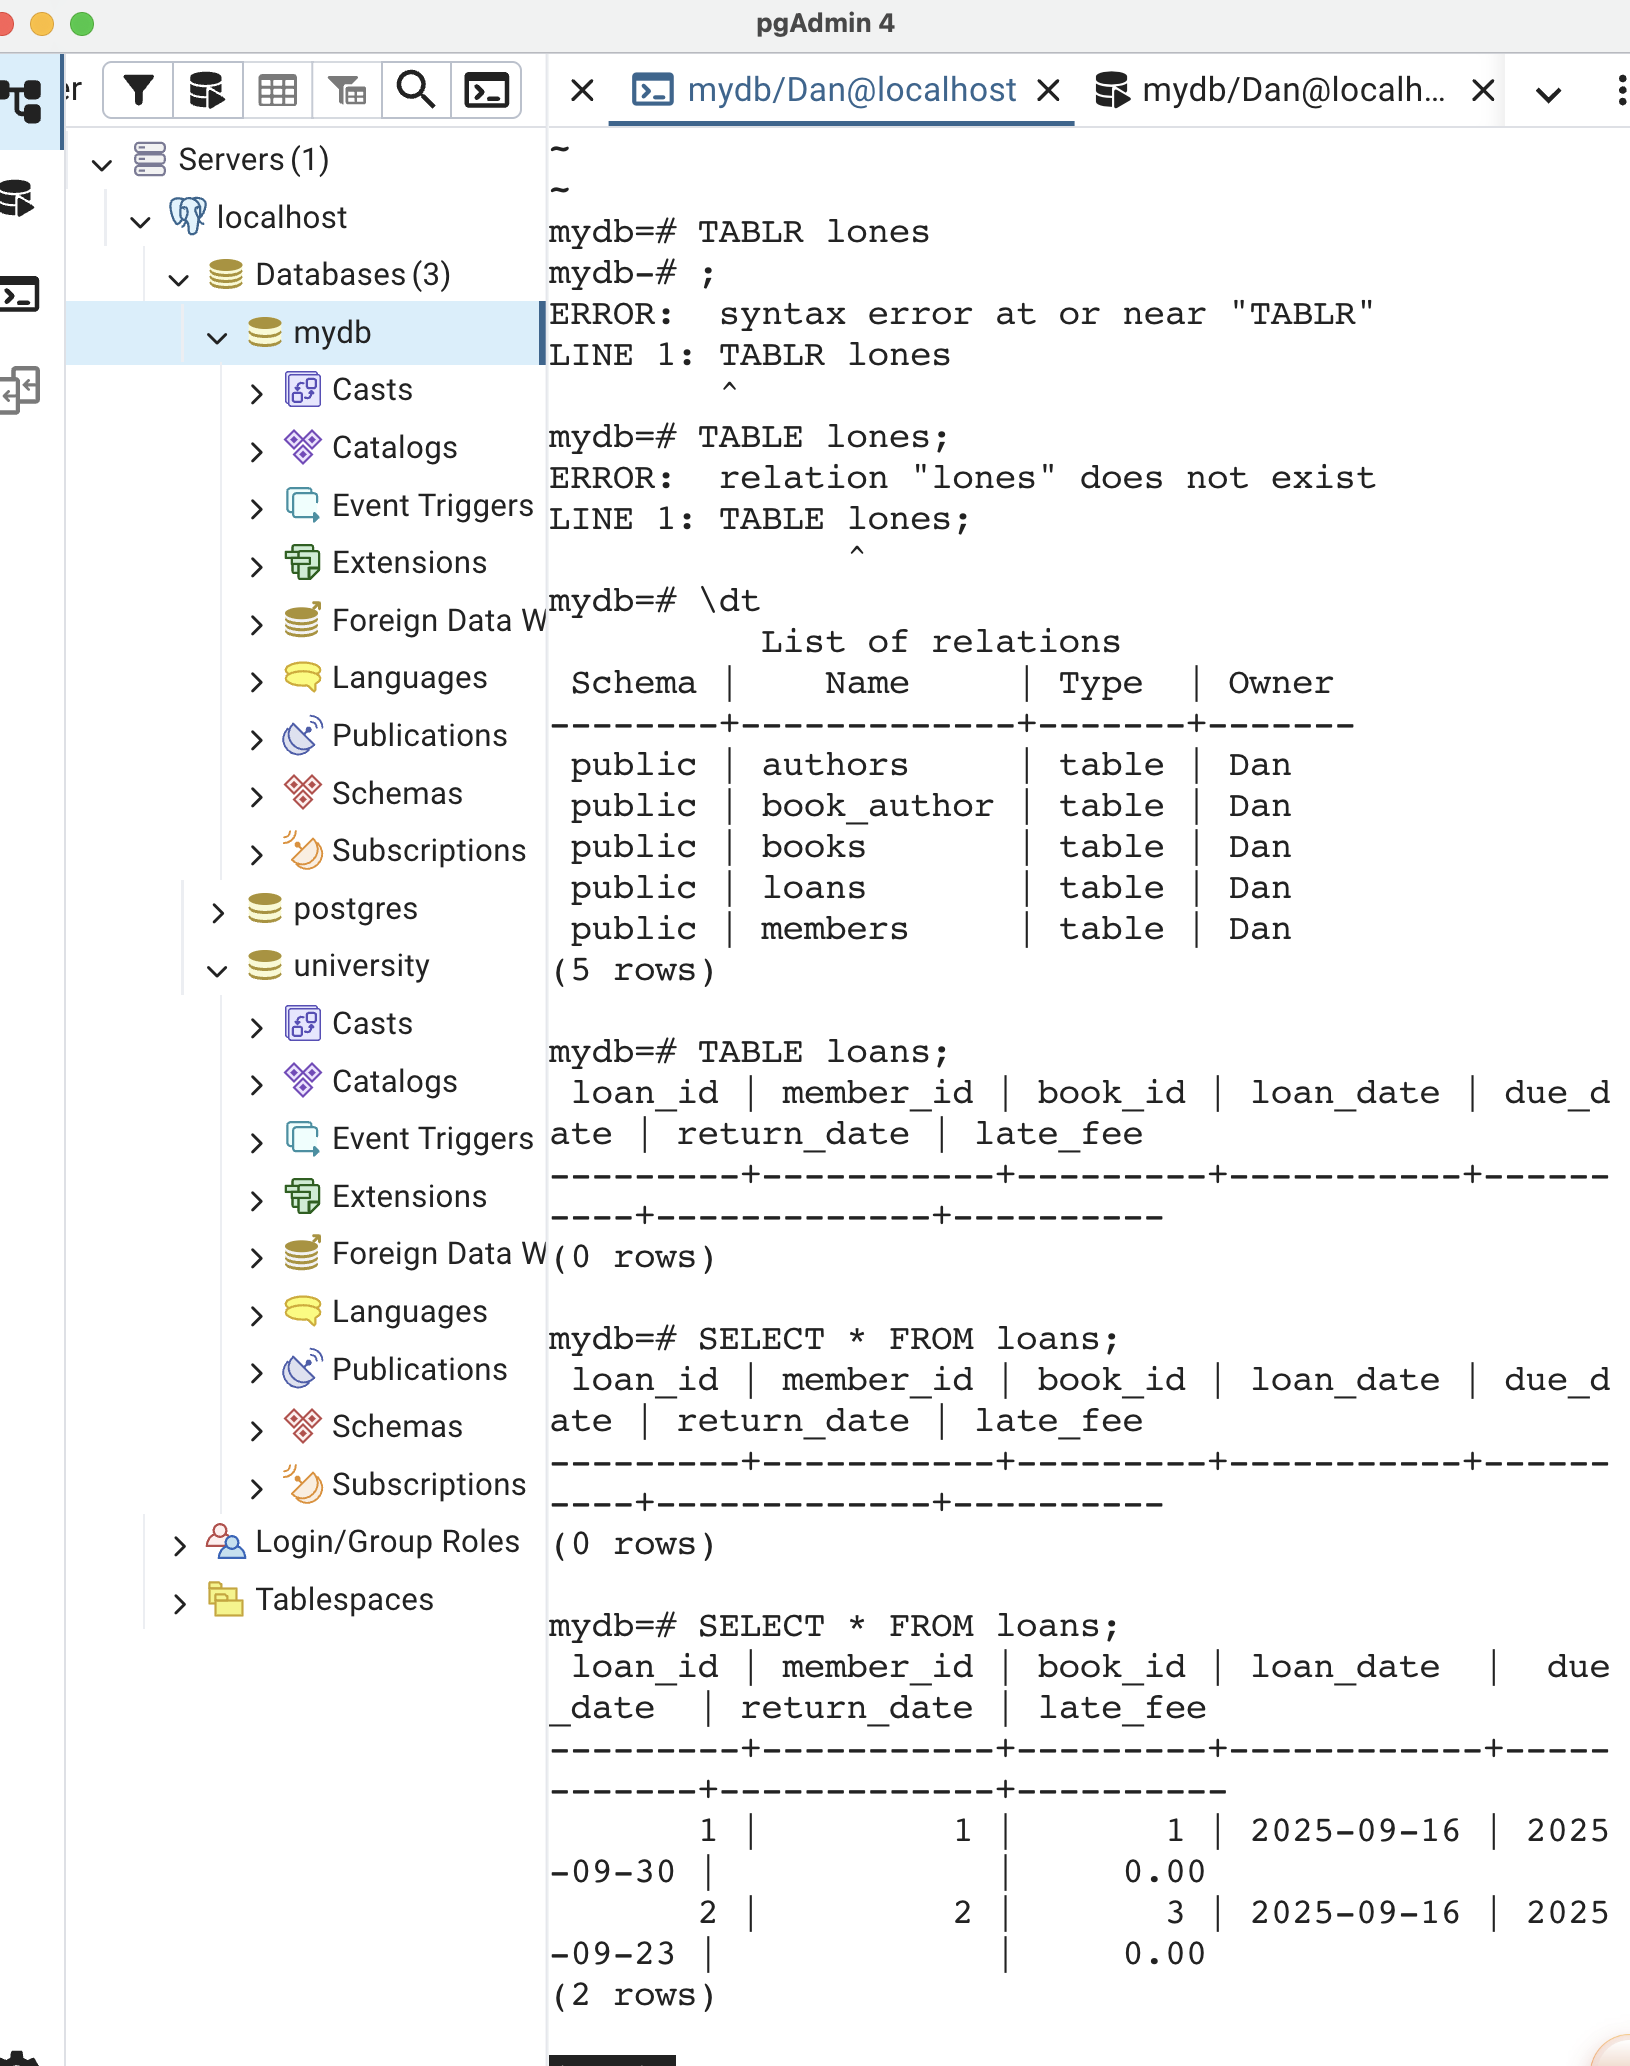 pgAdmin 4
er
mydb/Dan@localhost
mydb/Dan@localh...
Servers (1)
localhost
Databases (3)
mydb
Casts
Catalogs
Event Triggers
Extensions
Foreign Data W
Languages
Publications
Schemas
Subscriptions
postgres
university
Casts
Catalogs
Event Triggers
Extensions
Foreign Data W
Languages
Publications
Schemas
Subscriptions
Login/Group Roles
Tablespaces
~
~
mydb=# TABLR lones
mydb-# ;
ERROR:  syntax error at or near "TABLR"
LINE 1: TABLR lones
        ^
mydb=# TABLE lones;
ERROR:  relation "lones" does not exist
LINE 1: TABLE lones;
              ^
mydb=# \dt
          List of relations
 Schema |    Name     | Type  | Owner
--------+-------------+-------+-------
 public | authors     | table | Dan
 public | book_author | table | Dan
 public | books       | table | Dan
 public | loans       | table | Dan
 public | members     | table | Dan
(5 rows)
mydb=# TABLE loans;
 loan_id | member_id | book_id | loan_date | due_d
ate | return_date | late_fee
---------+-----------+---------+-----------+------
----+-------------+----------
(0 rows)
mydb=# SELECT * FROM loans;
 loan_id | member_id | book_id | loan_date | due_d
ate | return_date | late_fee
---------+-----------+---------+-----------+------
----+-------------+----------
(0 rows)
mydb=# SELECT * FROM loans;
 loan_id | member_id | book_id | loan_date  |  due
_date  | return_date | late_fee
---------+-----------+---------+------------+-----
-------+-------------+----------
       1 |         1 |       1 | 2025-09-16 | 2025
-09-30 |             |     0.00
       2 |         2 |       3 | 2025-09-16 | 2025
-09-23 |             |     0.00
(2 rows)